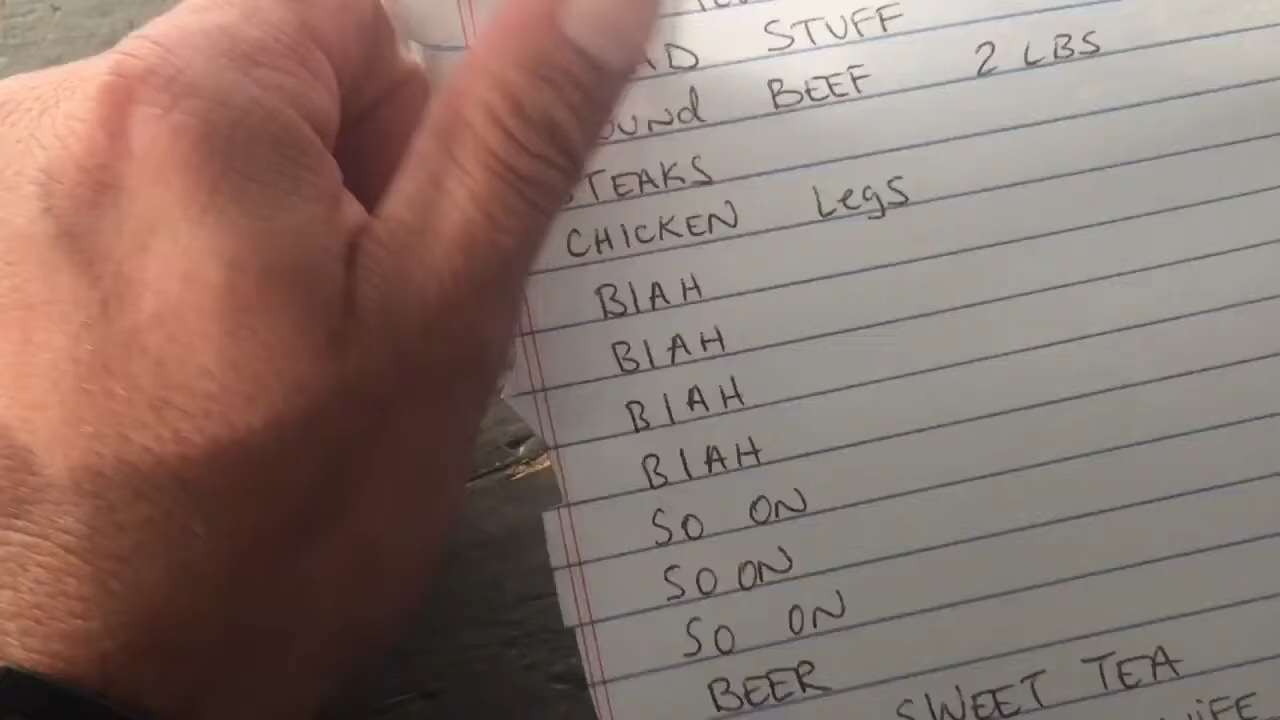 STUFF
BEEF 2 LBS
STEAKS
CHICKEN LegS
BlAH
BlAH
BlAH
BlAH
SO ON
SO ON
SO ON
BEER
SWEET TEA